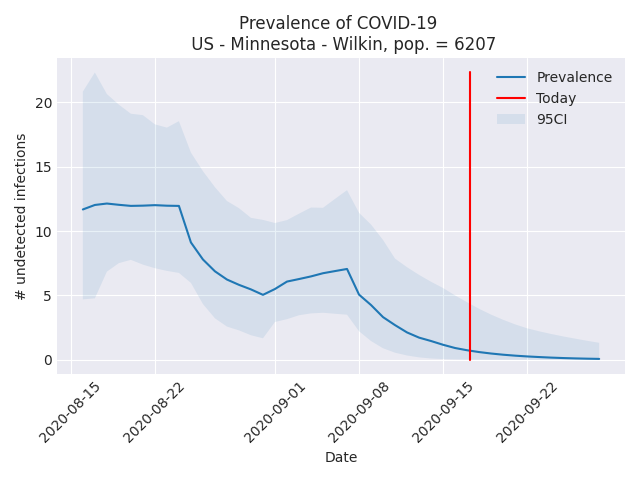 Prevalence of COVID-19
US - Minnesota - Wilkin, pop. = 6207
Prevalence
Today
95CI
# undetected infections
20
15
10
5
0
2020-08-15
2020-08-22
2020-09-01
2020-09-08
2020-09-15
2020-09-22
Date